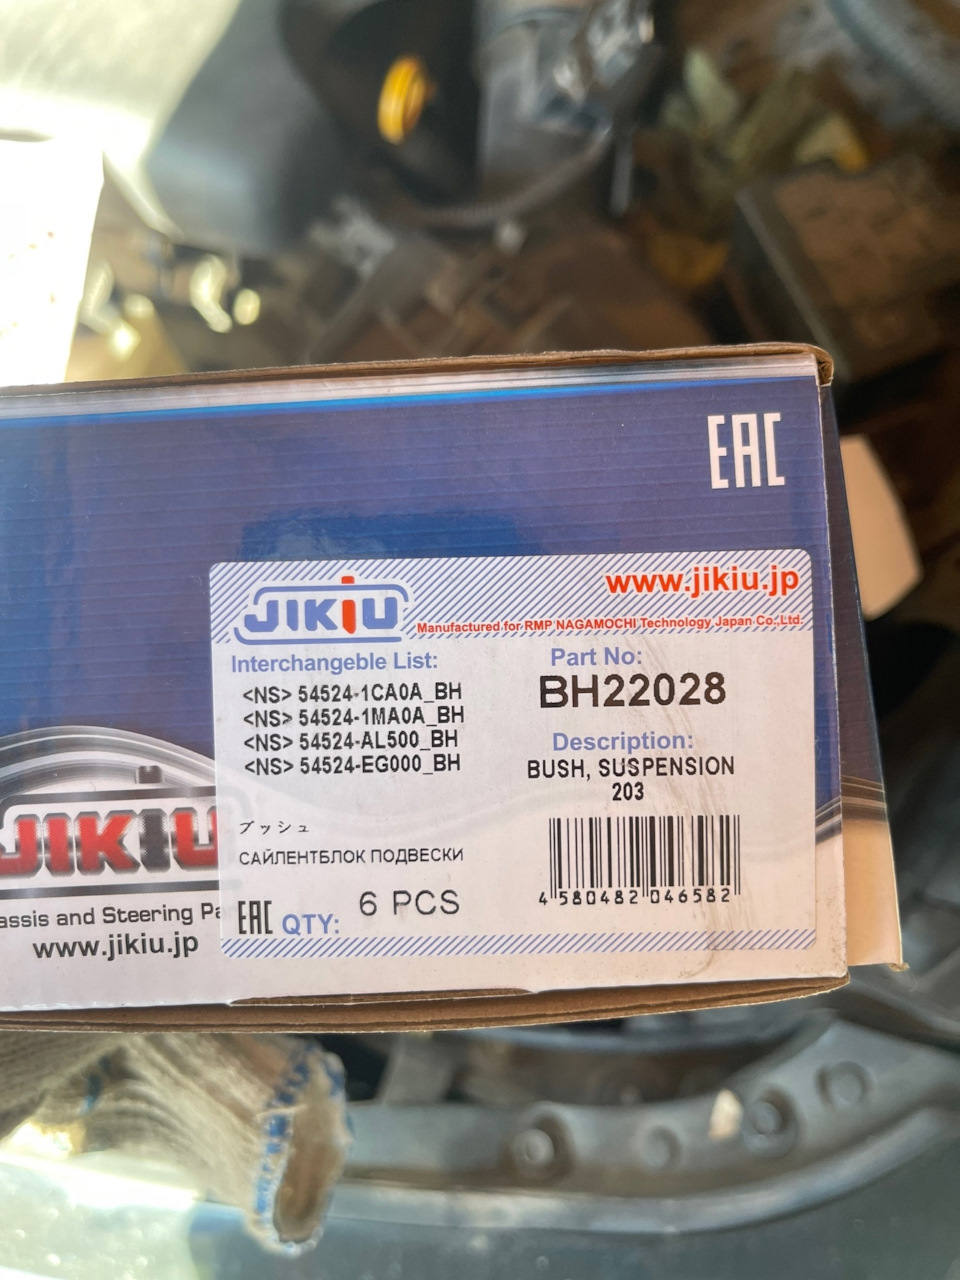 EAC
JIKIU
www.jikiu.jp
Manufactured for RMP NAGAMOCHI Technology Japan Co.,Ltd.
Interchangeble List:
<NS> 54524-1CA0A_BH
<NS> 54524-1MA0A_BH
<NS> 54524-AL500_BH
<NS> 54524-EG000_BH
Part No:
BH22028
Description:
BUSH, SUSPENSION
203
ブッシュ
САЙЛЕНТБЛОК ПОДВЕСКИ
4 580482 046582
EAC QTY: 6 PCS
JIKIU
and Steering
www.jikiu.jp